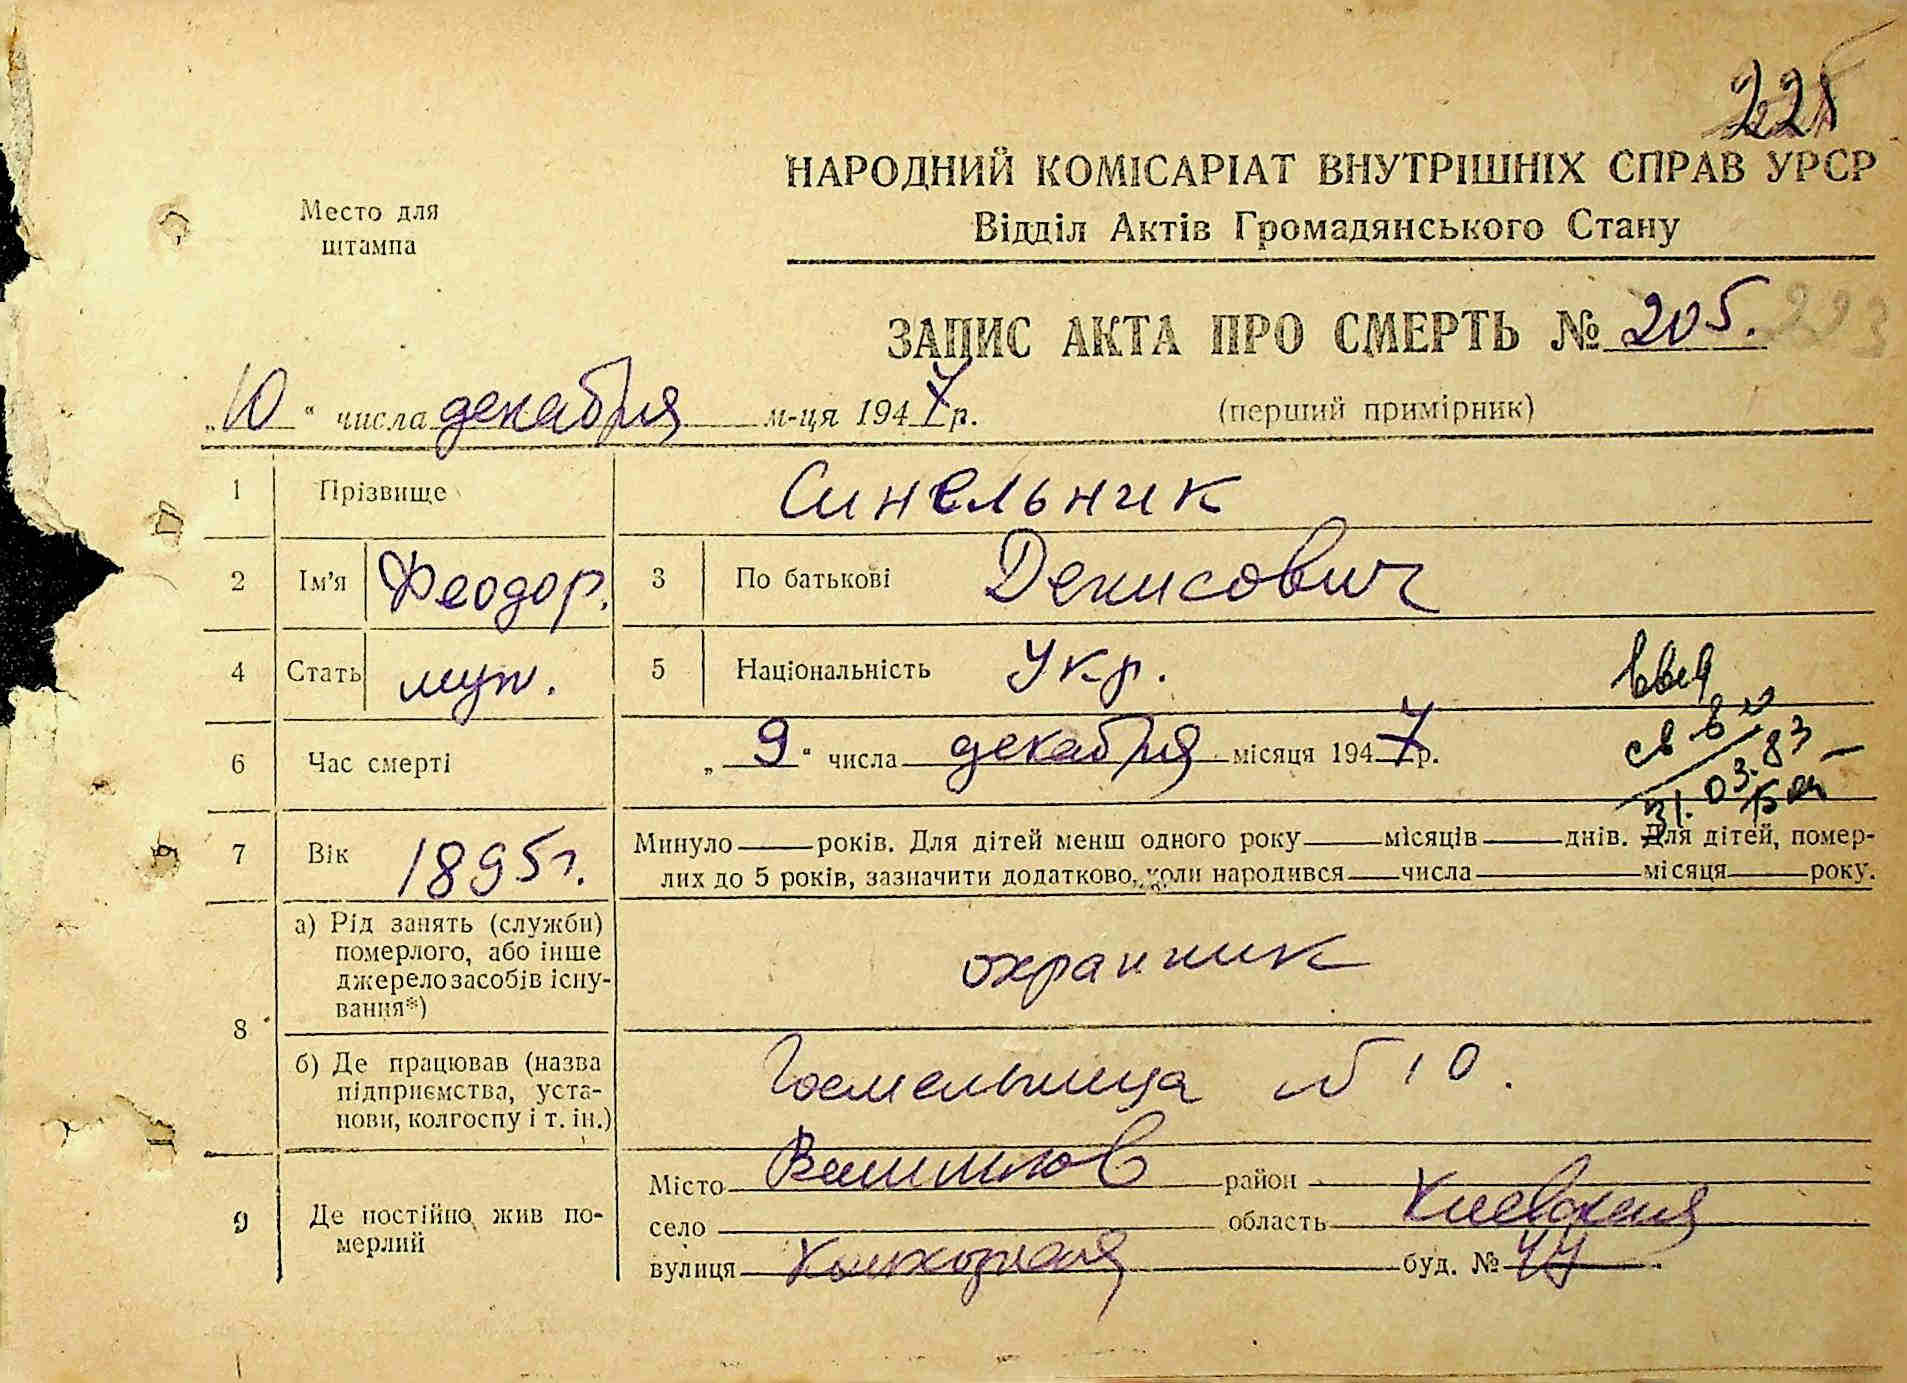 225
НАРОДНИЙ КОМІСАРІАТ ВНУТРІШНІХ СПРАВ УРСР
Место для штампа
Відділ Актів Громадянського Стану
ЗАПИС АКТА ПРО СМЕРТЬ № 205. 223
„10" числа декабря м-ця 1947 р. (перший примірник)
1 Прізвище Синельник
2 Ім'я Феодор. 3 По батькові Денисович
4 Стать муж. 5 Національність Укр.
6 Час смерті „9" числа декабря місяця 1947 р.
св
31.03.83
7 Вік 1895 г. Минуло років. Для дітей менш одного року місяців днів. Для дітей, помер-
лих до 5 років, зазначити додатково, коли народився числа місяця року.
8 а) Рід занять (служби)
померлого, або інше
джерело засобів існу-
вання*)
охранник
б) Де працював (назва
підприємства, уста-
нови, колгоспу і т. ін.)
Госмельница № 10.
9 Де постійно жив по-
мерлий
Місто район
село область Киевская
вулиця Колхозная буд. № 44